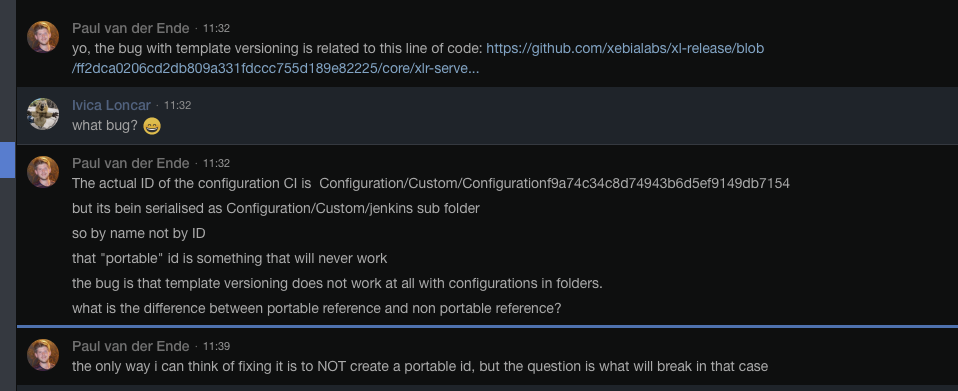 Paul van der Ende · 11:32
yo, the bug with template versioning is related to this line of code: https://github.com/xebialabs/xl-release/blob
/ff2dca0206cd2db809a331fdccc755d189e82225/core/xlr-serve...
Ivica Loncar · 11:32
what bug? 😄
Paul van der Ende · 11:32
The actual ID of the configuration CI is  Configuration/Custom/Configurationf9a74c34c8d74943b6d5ef9149db7154
but its bein serialised as Configuration/Custom/jenkins sub folder
so by name not by ID
that "portable" id is something that will never work
the bug is that template versioning does not work at all with configurations in folders.
what is the difference between portable reference and non portable reference?
Paul van der Ende · 11:39
the only way i can think of fixing it is to NOT create a portable id, but the question is what will break in that case